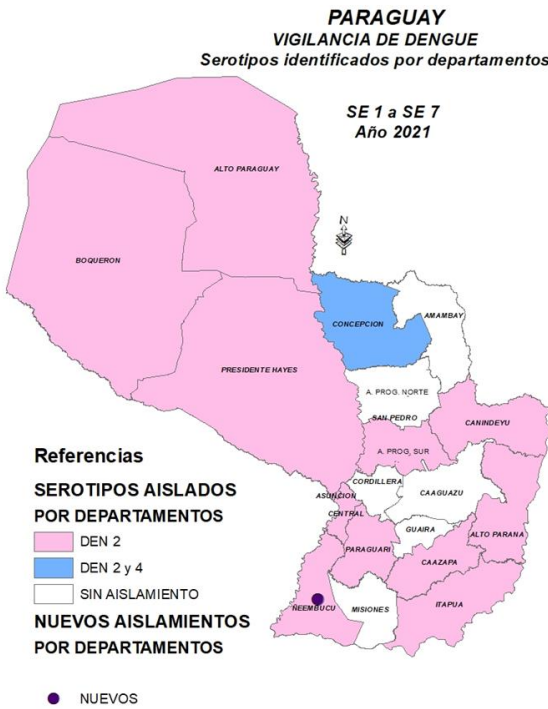 PARAGUAY
VIGILANCIA DE DENGUE
Serotipos identificados por departamentos
SE 1 a SE 7
Año 2021
N
ALTO PARAGUAY
BOQUERON
CONCEPCION
AMAMBAY
PRESIDENTE HAYES
A. PROG. NORTE
SAN PEDRO
CANINDEYU
A. PROG, SUR
CORDILLERA
CAAGUAZU
ASUNCION
CENTRAL
GUAIRA
ALTO PARANA
PARAGUARI
CAAZAPA
ÑEEMBUCU
MISIONES
ITAPUA
Referencias
SEROTIPOS AISLADOS
POR DEPARTAMENTOS
DEN 2
DEN 2 y 4
SIN AISLAMIENTO
NUEVOS AISLAMIENTOS
POR DEPARTAMENTOS
NUEVOS